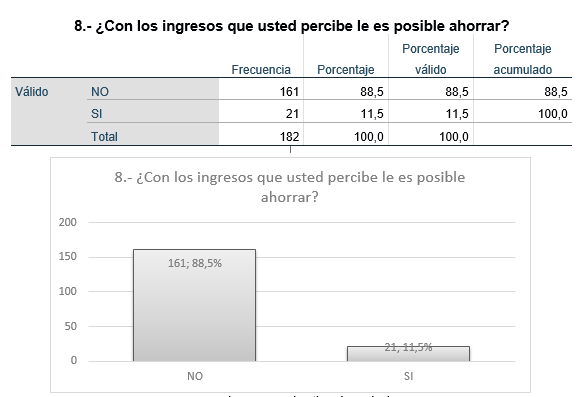 8.- ¿Con los ingresos que usted percibe le es posible ahorrar?
Frecuencia Porcentaje Porcentaje válido Porcentaje acumulado
Válido NO 161 88,5 88,5 88,5
SI 21 11,5 11,5 100,0
Total 182 100,0 100,0
8.- ¿Con los ingresos que usted percibe le es posible
ahorrar?
200
150
100
50
0
161; 88,5%
21; 11,5%
NO SI